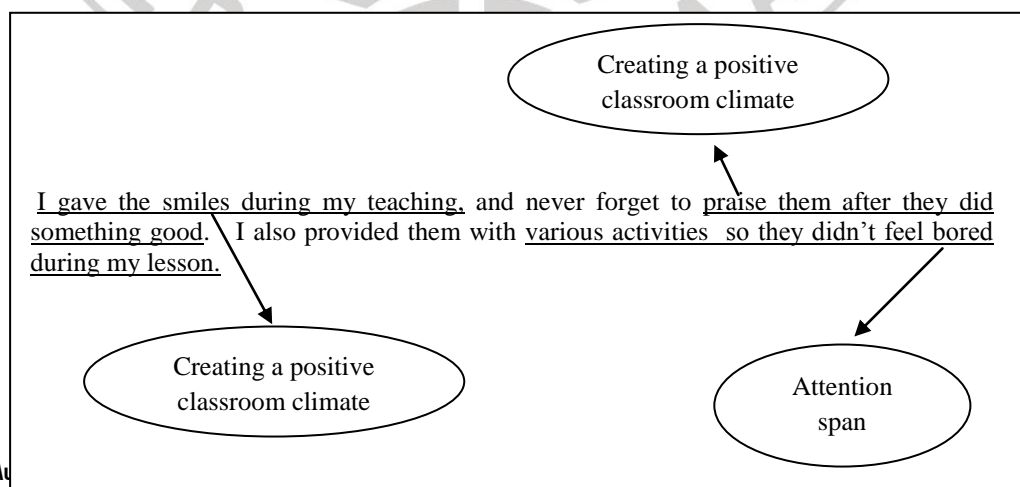 Creating a positive
classroom climate
I gave the smiles during my teaching, and never forget to praise them after they did
something good. I also provided them with various activities so they didn't feel bored
during my lesson.
Creating a positive
classroom climate
Attention
span